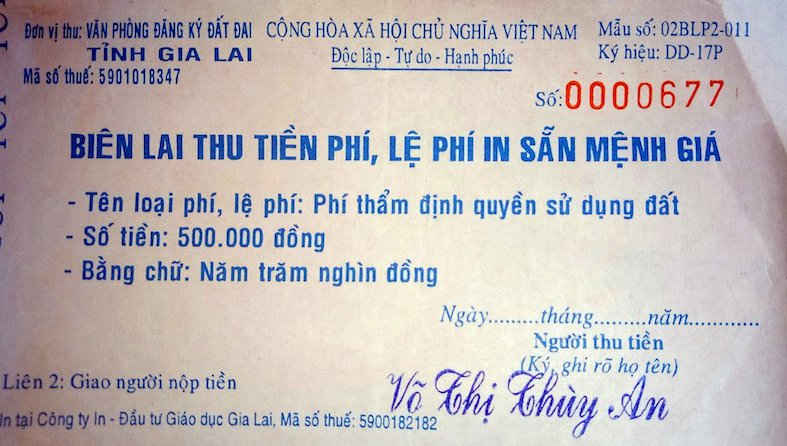 Đơn vị thu: VĂN PHÒNG ĐĂNG KÝ ĐẤT ĐAI
TỈNH GIA LAI
Mã số thuế: 5901018347
CỘNG HÒA XÃ HỘI CHỦ NGHĨA VIỆT NAM
Độc lập - Tự do - Hạnh phúc
Mẫu số: 02BLP2-011
Ký hiệu: DD-17P
Số: 0000677
BIÊN LAI THU TIỀN PHÍ, LỆ PHÍ IN SẴN MỆNH GIÁ
- Tên loại phí, lệ phí: Phí thẩm định quyền sử dụng đất
- Số tiền: 500.000 đồng
- Bằng chữ: Năm trăm nghìn đồng
Ngày.........tháng.........năm............
Người thu tiền
(Ký, ghi rõ họ tên)
Liên 2: Giao người nộp tiền
Võ Thị Thùy An
In tại Công ty In - Đầu tư Giáo dục Gia Lai, Mã số thuế: 5900182182